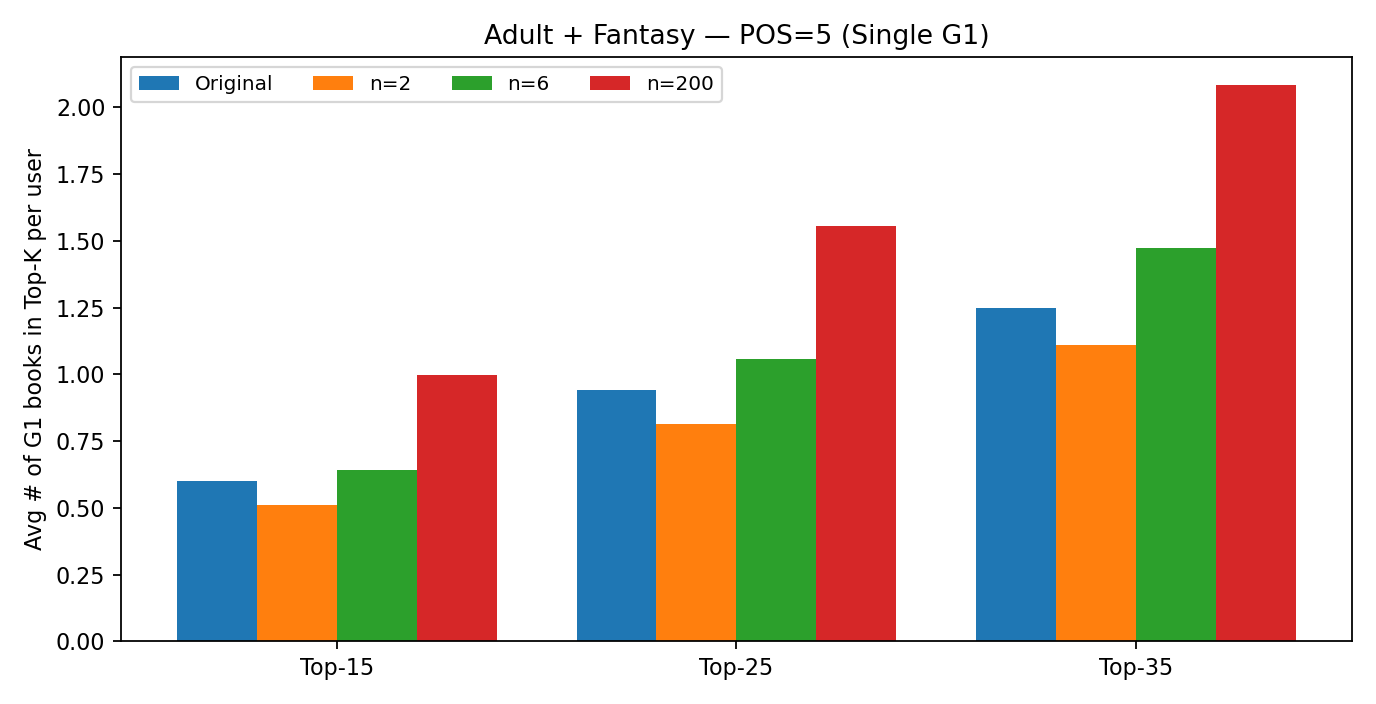 Adult + Fantasy — POS=5 (Single G1)
Original n=2 n=6 n=200
Avg # of G1 books in Top-K per user
2.00
1.75
1.50
1.25
1.00
0.75
0.50
0.25
0.00
Top-15 Top-25 Top-35